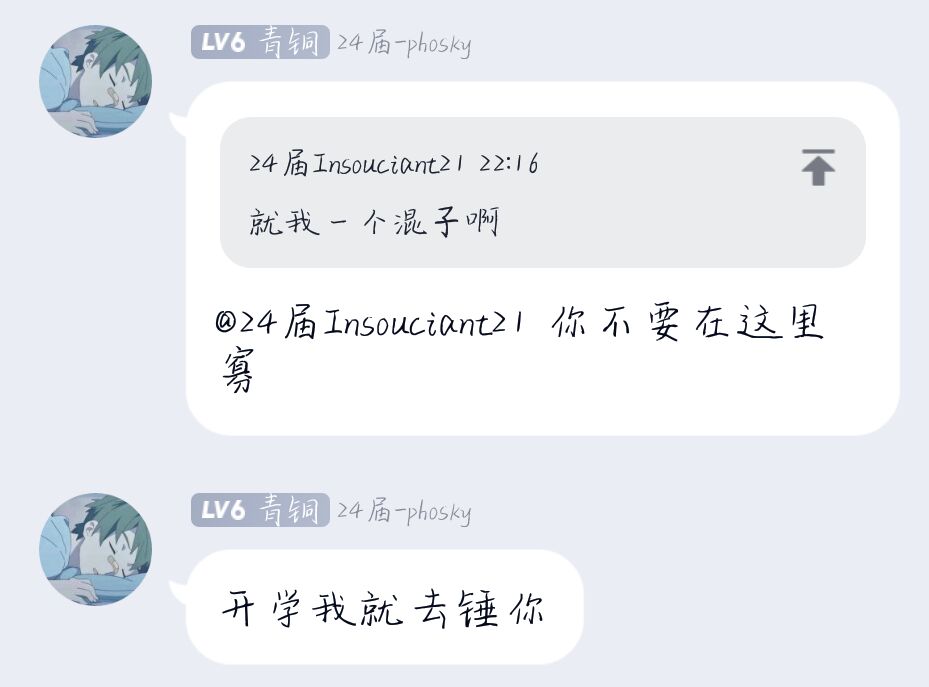 LV6 青铜 24届-phosky
24届Insouciant21 22:16
就我一个混子啊
@24届Insouciant21 你不要在这里
寡
LV6 青铜 24届-phosky
开学我就去锤你